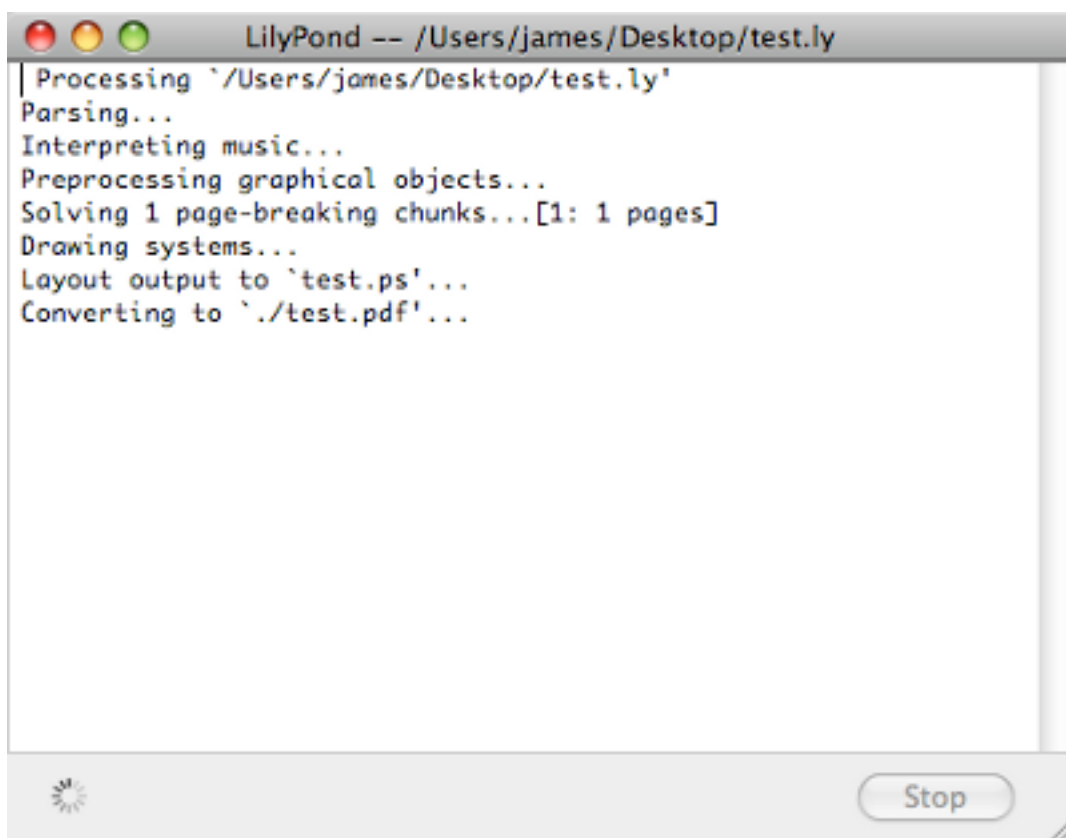 LilyPond -- /Users/james/Desktop/test.ly
Processing `/Users/james/Desktop/test.ly'
Parsing...
Interpreting music...
Preprocessing graphical objects...
Solving 1 page-breaking chunks...[1: 1 pages]
Drawing systems...
Layout output to `test.ps'...
Converting to `./test.pdf'...
Stop